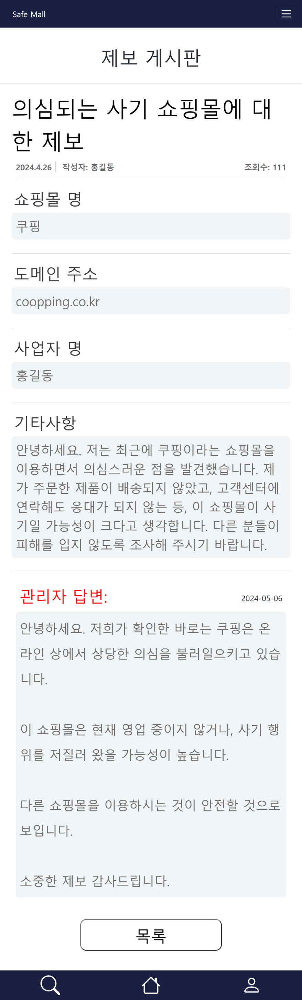 Safe Mall
제보 게시판
의심되는 사기 쇼핑몰에 대
한 제보
2024.4.26 작성자: 홍길동 조회수: 111
쇼핑몰 명
쿠핑
도메인 주소
coopping.co.kr
사업자 명
홍길동
기타사항
안녕하세요. 저는 최근에 쿠핑이라는 쇼핑몰을
이용하면서 의심스러운 점을 발견했습니다. 제
가 주문한 제품이 배송되지 않았고, 고객센터에
연락해도 응대가 되지 않는 등, 이 쇼핑몰이 사
기일 가능성이 크다고 생각합니다. 다른 분들이
피해를 입지 않도록 조사해 주시기 바랍니다.
관리자 답변: 2024-05-06
안녕하세요. 저희가 확인한 바로는 쿠핑은 온
라인 상에서 상당한 의심을 불러일으키고 있습
니다.
이 쇼핑몰은 현재 영업 중이지 않거나, 사기 행
위를 저질러 왔을 가능성이 높습니다.
다른 쇼핑몰을 이용하시는 것이 안전할 것으로
보입니다.
소중한 제보 감사드립니다.
목록